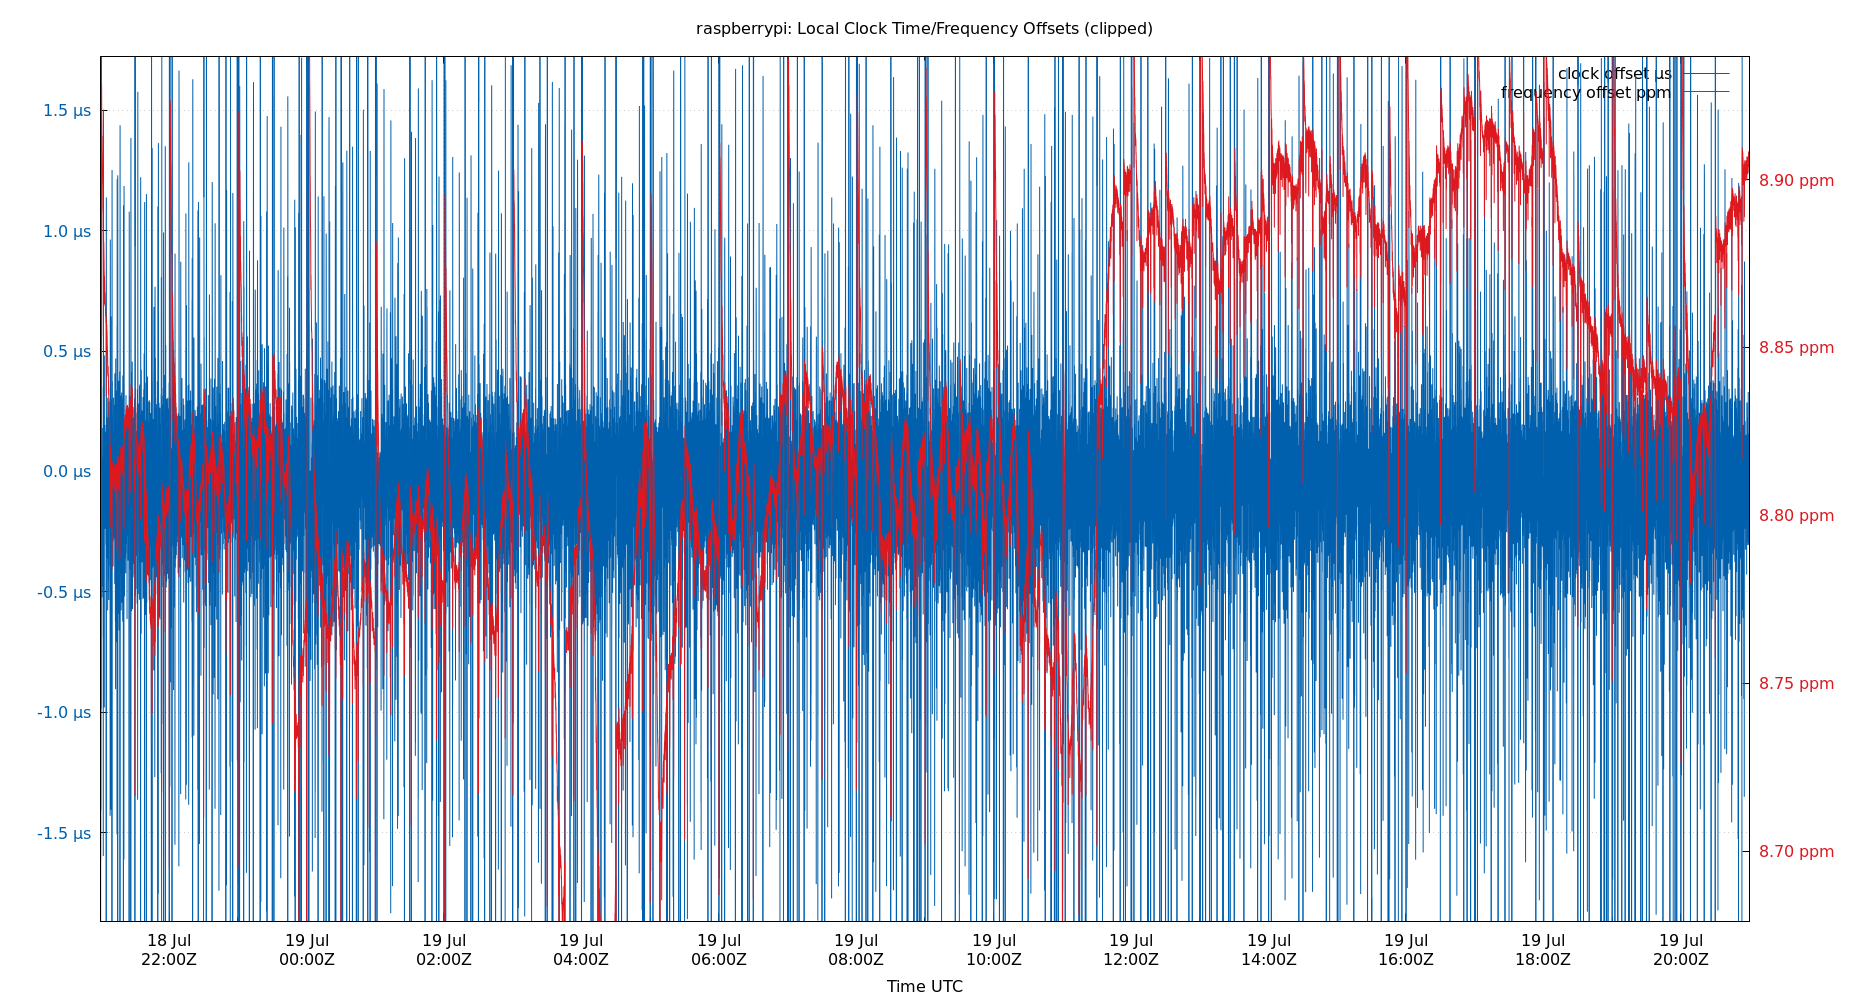 raspberrypi: Local Clock Time/Frequency Offsets (clipped)
clock offset µs
frequency offset ppm
1.5 µs
1.0 µs
0.5 µs
0.0 µs
-0.5 µs
-1.0 µs
-1.5 µs
8.90 ppm
8.85 ppm
8.80 ppm
8.75 ppm
8.70 ppm
18 Jul
22:00Z
19 Jul
00:00Z
19 Jul
02:00Z
19 Jul
04:00Z
19 Jul
06:00Z
19 Jul
08:00Z
19 Jul
10:00Z
19 Jul
12:00Z
19 Jul
14:00Z
19 Jul
16:00Z
19 Jul
18:00Z
19 Jul
20:00Z
Time UTC